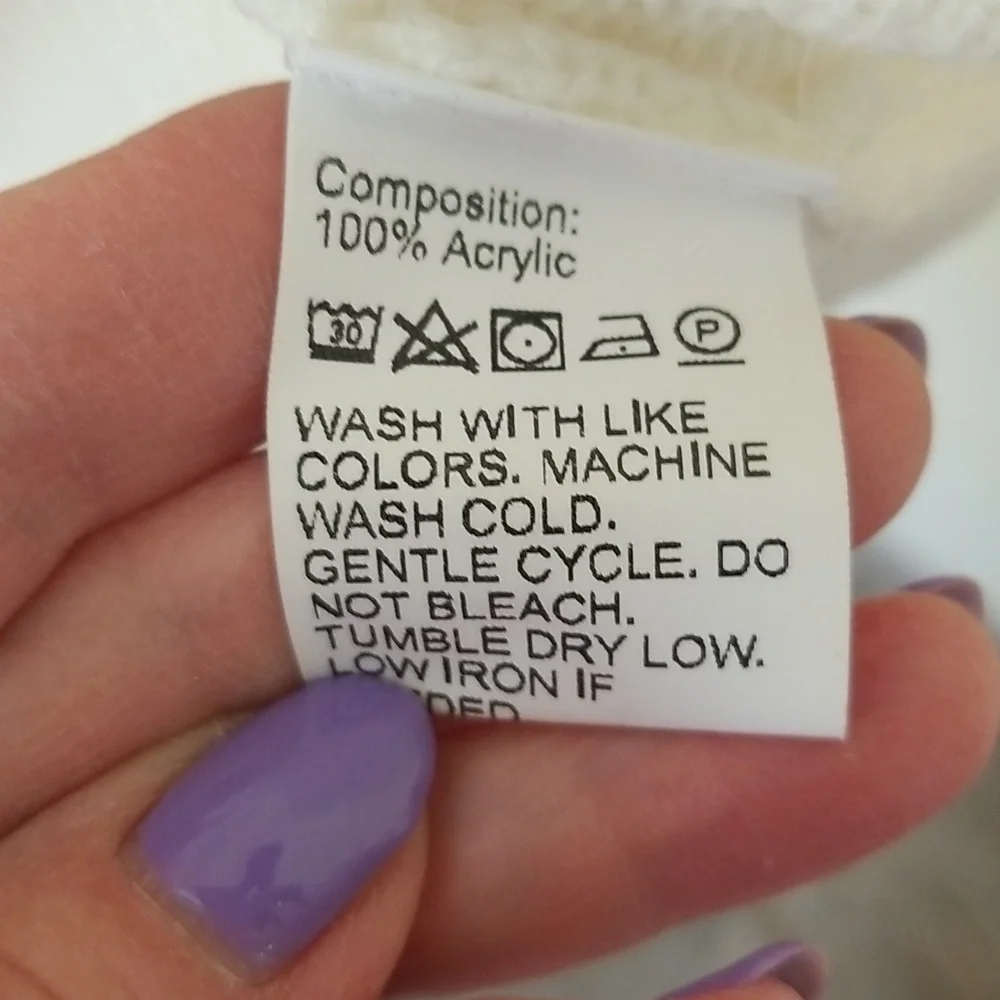 Composition:
100% Acrylic
30
P
WASH WITH LIKE
COLORS. MACHINE
WASH COLD.
GENTLE CYCLE. DO
NOT BLEACH.
TUMBLE DRY LOW.
LOW IRON IF